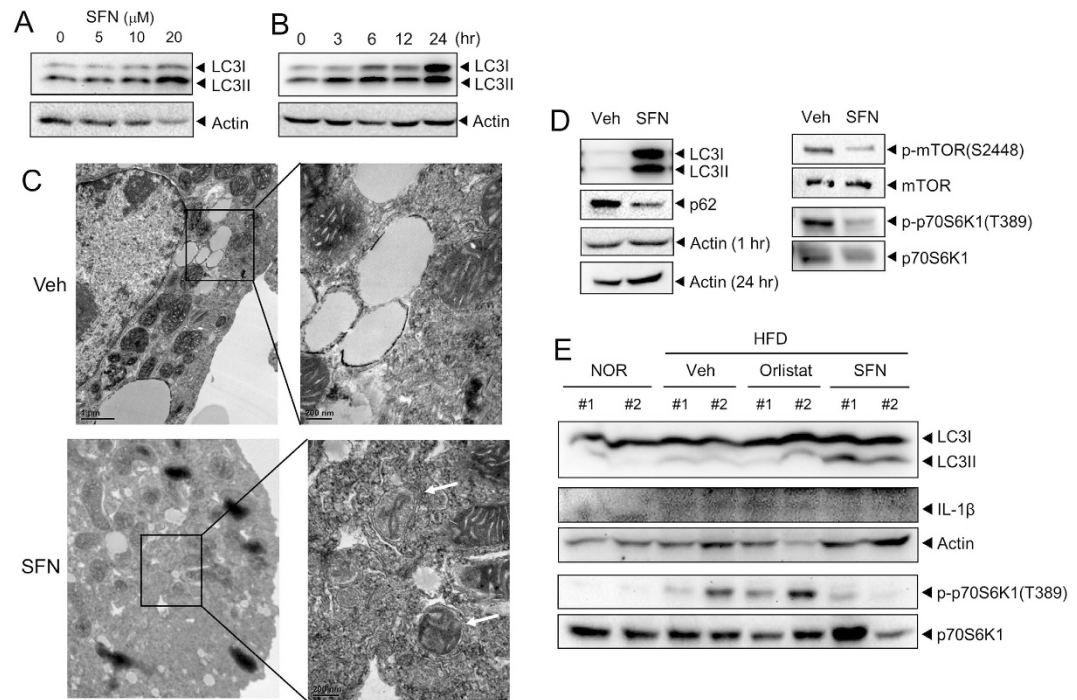 A
SFN (μM)
0 5 10 20
LC3I
LC3II
Actin
B
0 3 6 12 24 (hr)
LC3I
LC3II
Actin
C
Veh
1 μm
200 nm
SFN
200 nm
D
Veh SFN
LC3I
LC3II
p62
Actin (1 hr)
Actin (24 hr)
Veh SFN
p-mTOR(S2448)
mTOR
p-p70S6K1(T389)
p70S6K1
E
HFD
NOR Veh Orlistat SFN
#1 #2 #1 #2 #1 #2 #1 #2
LC3I
LC3II
IL-1β
Actin
p-p70S6K1(T389)
p70S6K1